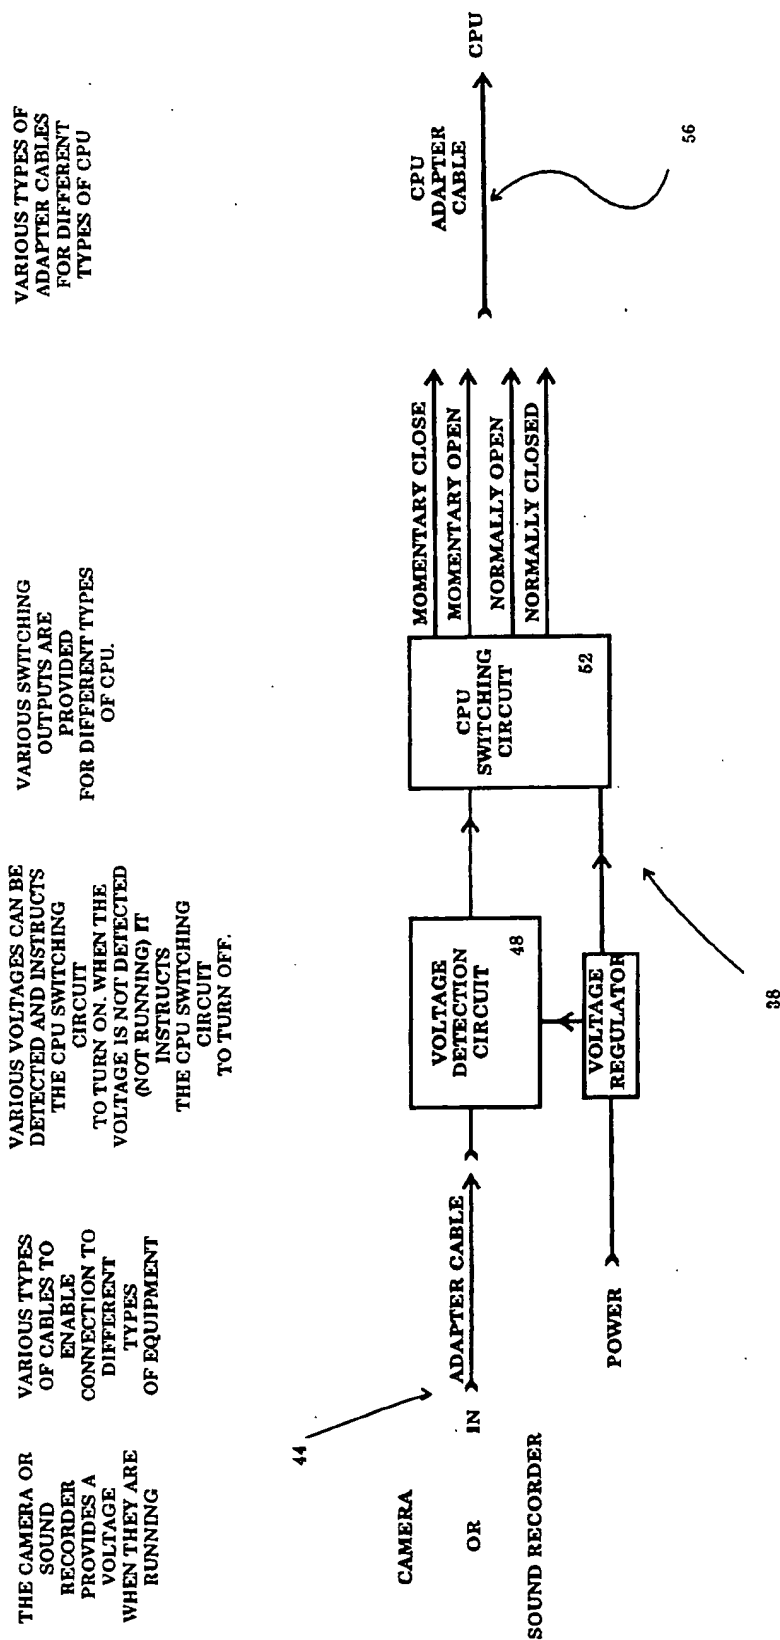 THE CAMERA OR
SOUND
RECORDER
PROVIDES A
VOLTAGE
WHEN THEY ARE
RUNNING
VARIOUS TYPES
OF CABLES TO
ENABLE
CONNECTION TO
DIFFERENT
TYPES
OF EQUIPMENT
VARIOUS VOLTAGES CAN BE
DETECTED AND INSTRUCTS
THE CPU SWITCHING
CIRCUIT
TO TURN ON. WHEN THE
VOLTAGE IS NOT DETECTED
(NOT RUNNING) IT
INSTRUCTS
THE CPU SWITCHING
CIRCUIT
TO TURN OFF.
VARIOUS SWITCHING
OUTPUTS ARE
PROVIDED
FOR DIFFERENT TYPES
OF CPU.
VARIOUS TYPES OF
ADAPTER CABLES
FOR DIFFERENT
TYPES OF CPU
44
CAMERA
OR
SOUND RECORDER
IN
ADAPTER CABLE
POWER
VOLTAGE
DETECTION
CIRCUIT
48
VOLTAGE
REGULATOR
38
CPU
SWITCHING
CIRCUIT
52
MOMENTARY CLOSE
MOMENTARY OPEN
NORMALLY OPEN
NORMALLY CLOSED
CPU
ADAPTER
CABLE
CPU
56